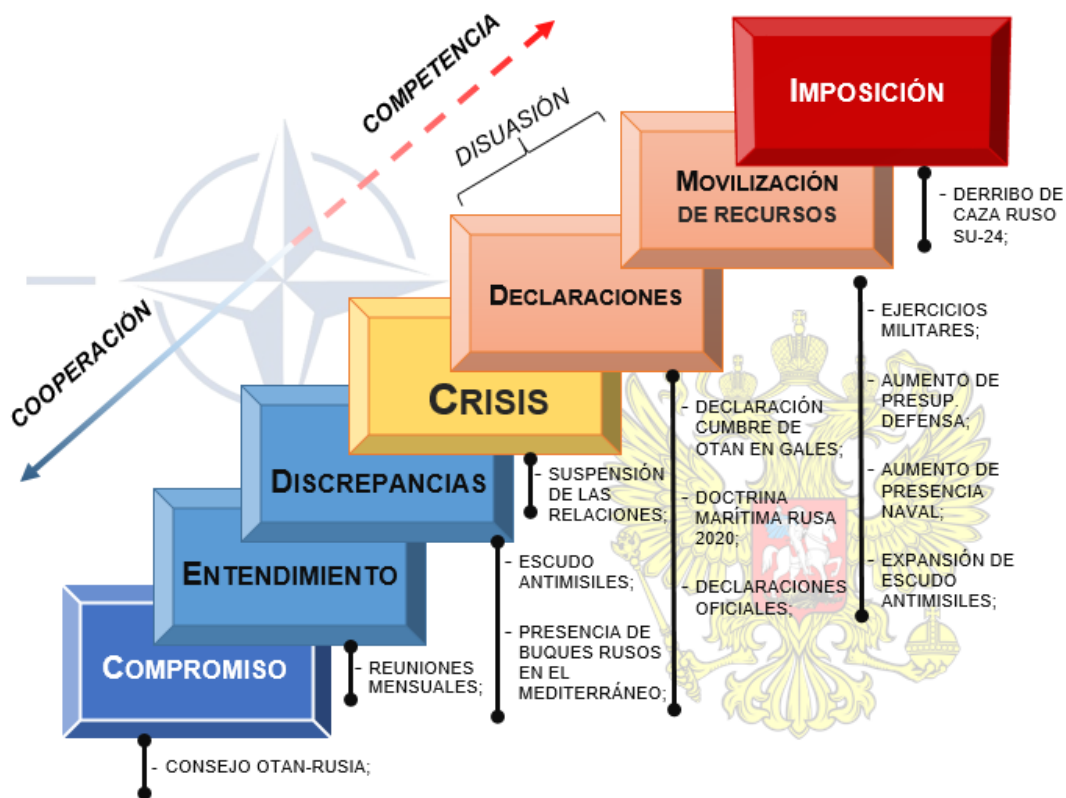 COMPETENCIA
COOPERACIÓN
DISUASIÓN
IMPOSICIÓN
- DERRIBO DE
CAZA RUSO
SU-24;
MOVILIZACIÓN
DE RECURSOS
- EJERCICIOS
MILITARES;
- AUMENTO DE
PRESUP.
DEFENSA;
- AUMENTO DE
PRESENCIA
NAVAL;
- EXPANSIÓN DE
ESCUDO
ANTIMISILES;
DECLARACIONES
- DECLARACIÓN
CUMBRE DE
OTAN EN GALES;
- DOCTRINA
MARÍTIMA RUSA
2020;
- DECLARACIONES
OFICIALES;
CRISIS
- SUSPENSIÓN
DE LAS
RELACIONES;
DISCREPANCIAS
- ESCUDO
ANTIMISILES;
- PRESENCIA DE
BUQUES RUSOS
EN EL
MEDITERRÁNEO;
ENTENDIMIENTO
- REUNIONES
MENSUALES;
COMPROMISO
- CONSEJO OTAN-RUSIA;